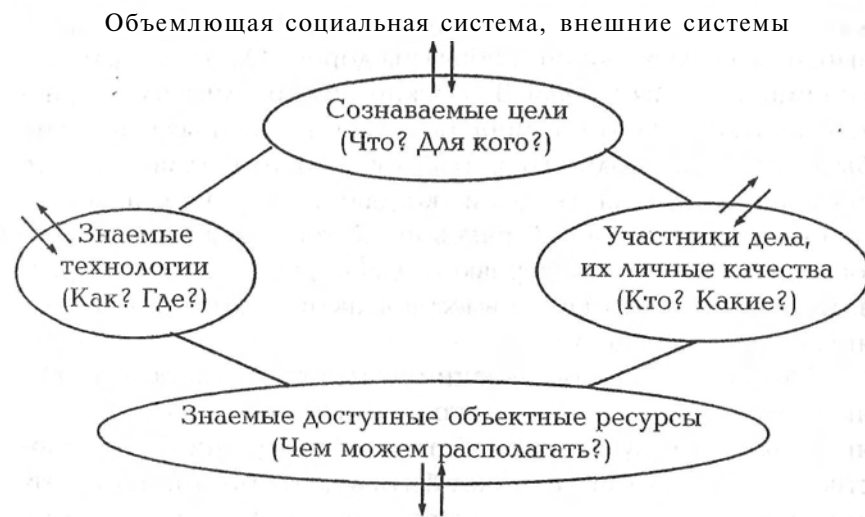 Объемлющая социальная система, внешние системы
Сознаваемые цели
(Что? Для кого?)
Знаемые
технологии
(Как? Где?)
Участники дела,
их личные качества
(Кто? Какие?)
Знаемые доступные объектные ресурсы
(Чем можем располагать?)